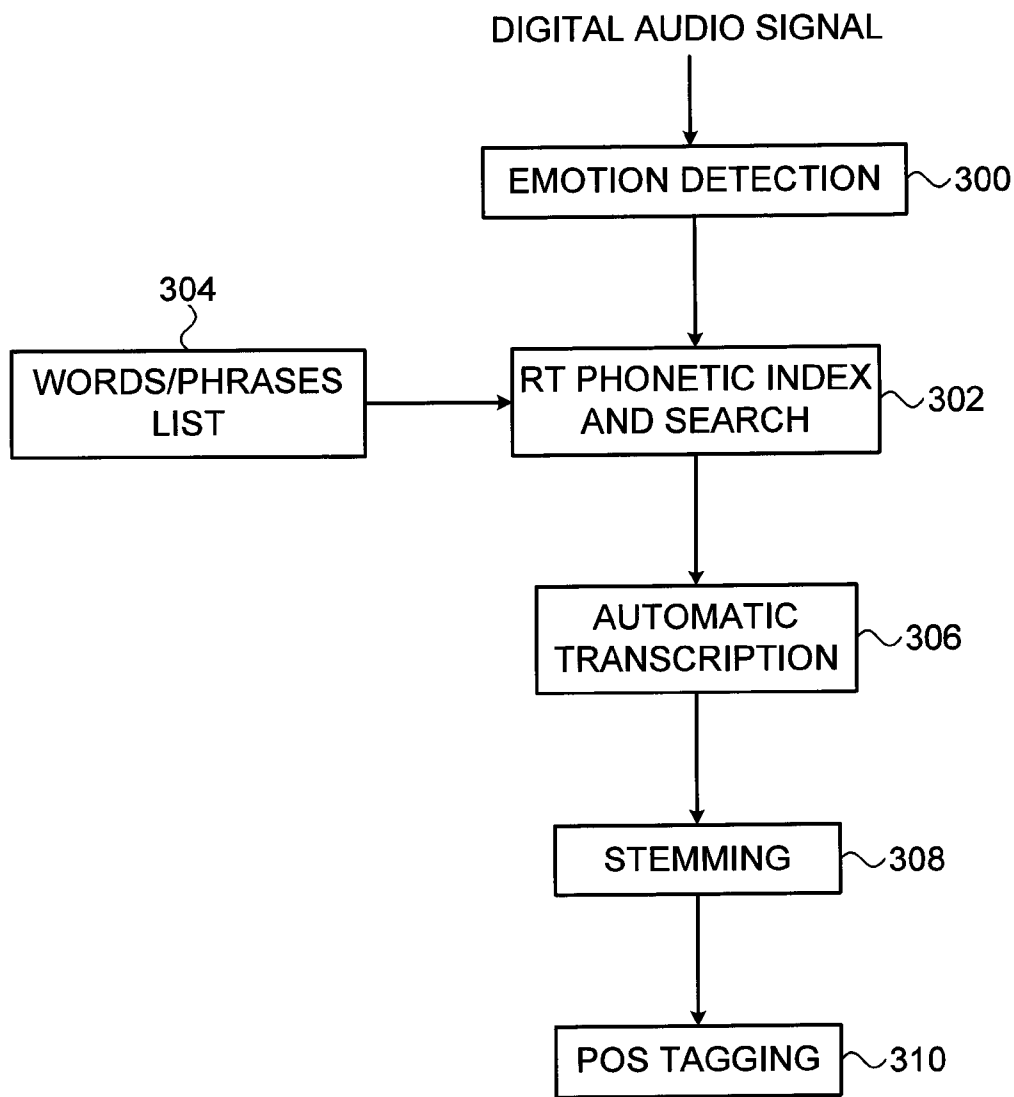 DIGITAL AUDIO SIGNAL
EMOTION DETECTION
300
304
WORDS/PHRASES
LIST
RT PHONETIC INDEX
AND SEARCH
302
AUTOMATIC
TRANSCRIPTION
306
STEMMING
308
POS TAGGING
310